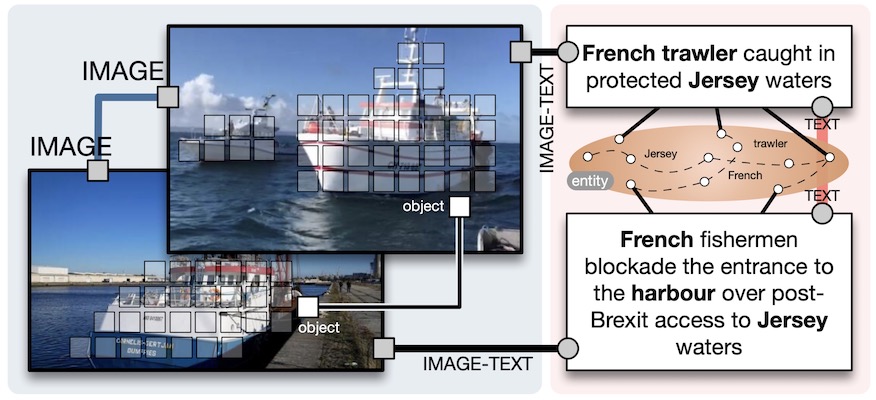 IMAGE
IMAGE
object
object
IMAGE-TEXT
IMAGE-TEXT
French trawler caught in
protected Jersey waters
TEXT
Jersey
trawler
French
entity
TEXT
French fishermen
blockade the entrance to
the harbour over post-
Brexit access to Jersey
waters